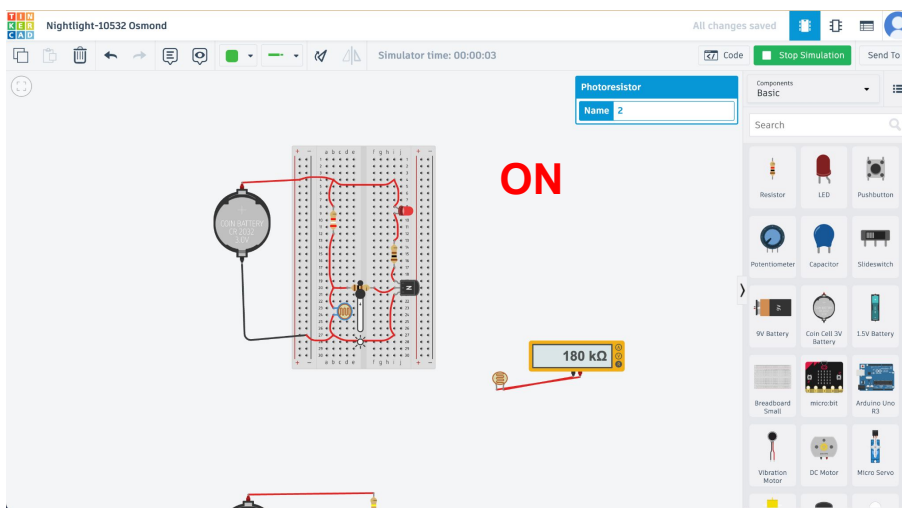 TIN
KER
CAD
Nightlight-10532 Osmond
All changes saved
Simulator time: 00:00:03
Code
Stop Simulation
Send To
Photoresistor
Name 2
Components
Basic
Search
ON
COIN BATTERY
CR 2032
3.0V
+ − a b c d e f g h i j + −
N
+ − a b c d e f g h i j + −
180 kΩ
Resistor
LED
Pushbutton
Potentiometer
Capacitor
Slideswitch
9V Battery
Coin Cell 3V
Battery
1.5V Battery
Breadboard
Small
micro:bit
Arduino Uno
R3
Vibration
Motor
DC Motor
Micro Servo